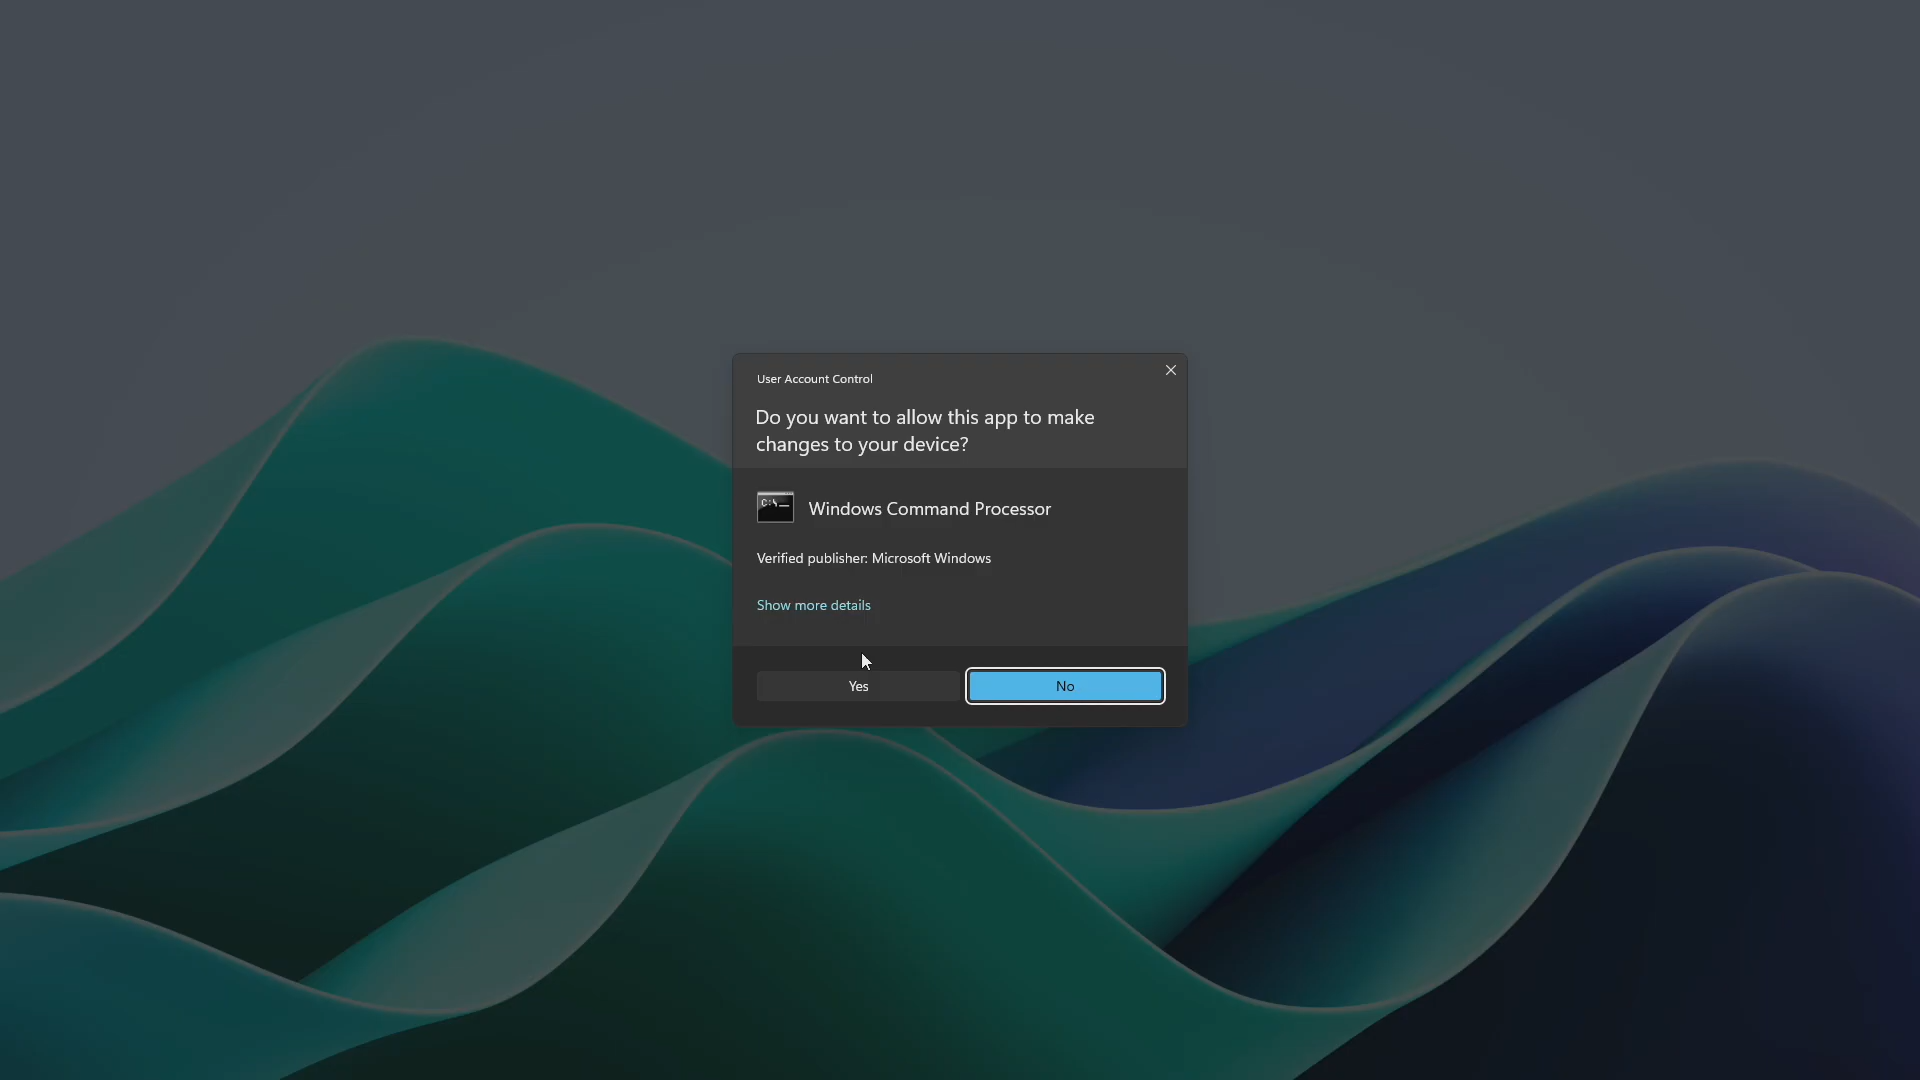 User Account Control
Do you want to allow this app to make
changes to your device?
C:\
Windows Command Processor
Verified publisher: Microsoft Windows
Show more details
Yes
No